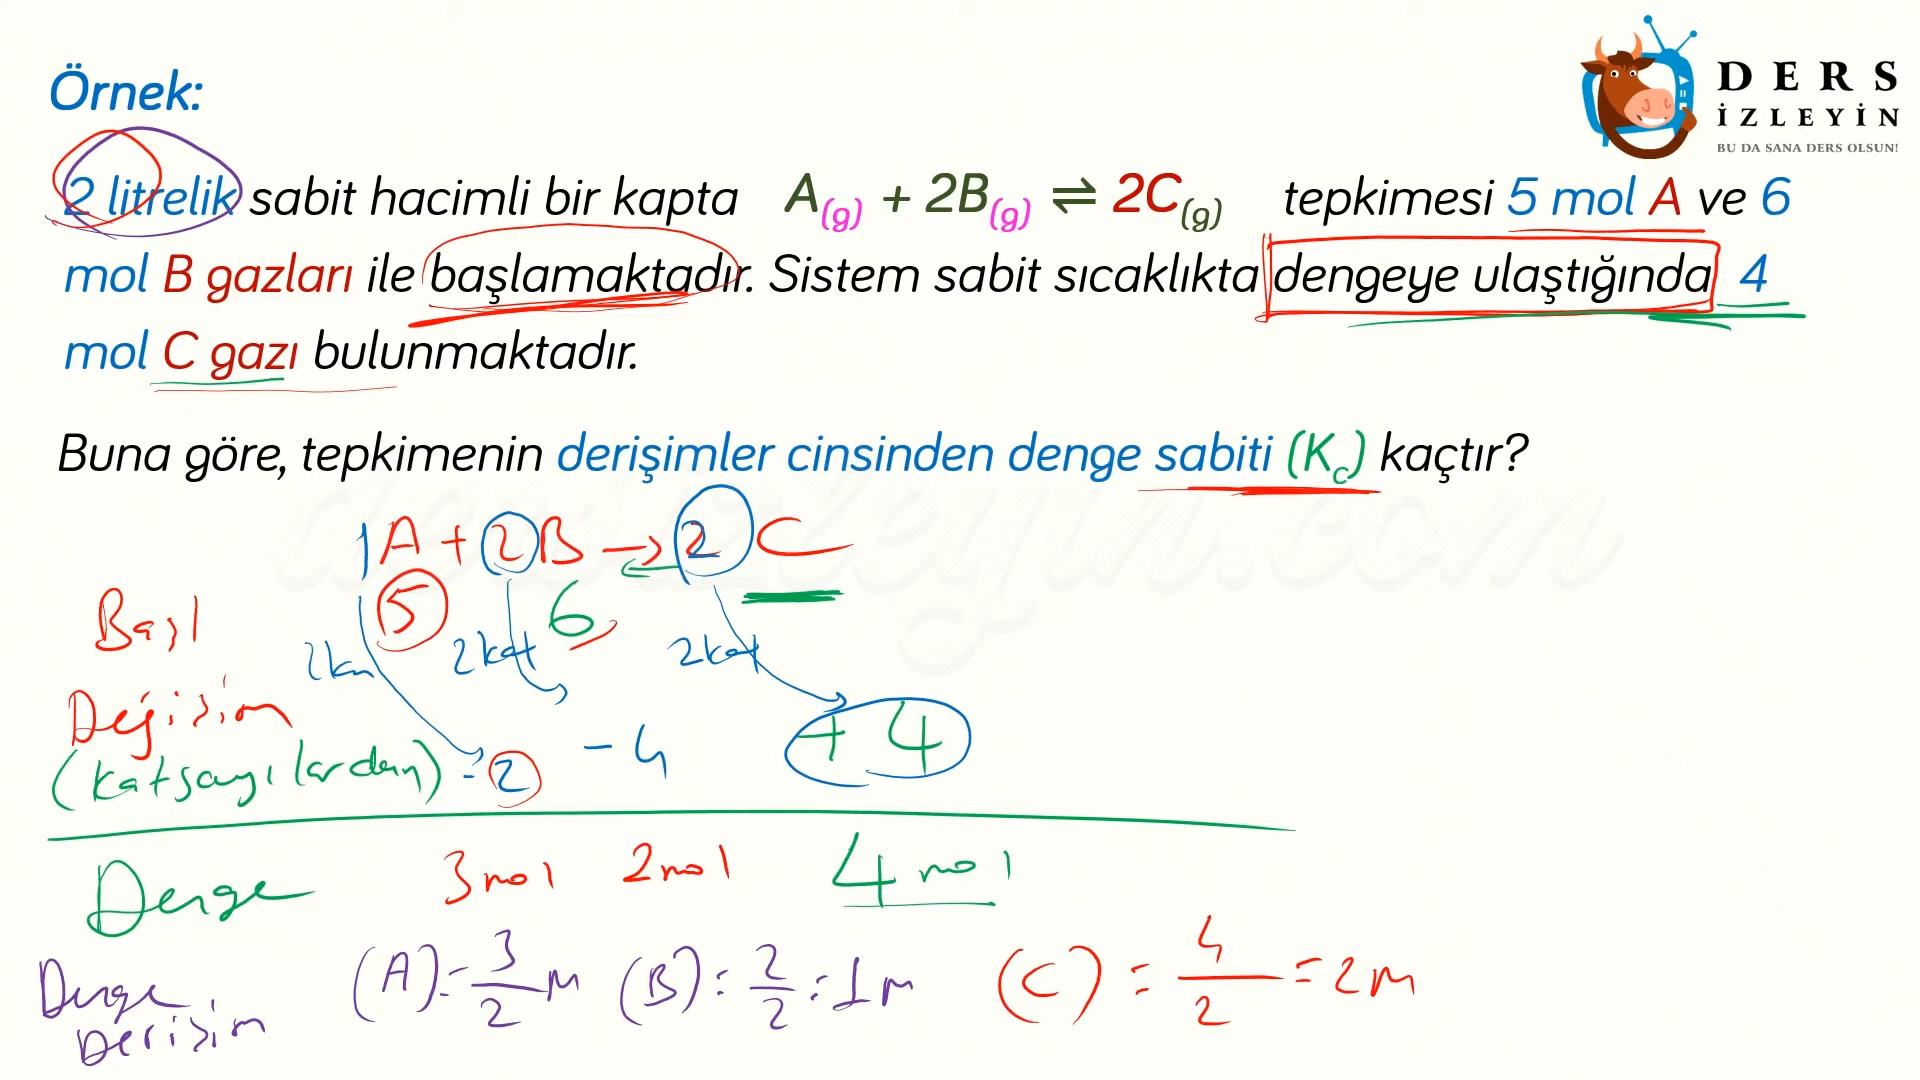 DERS
İZLEYİN
BU DA SANA DERS OLSUN!
Örnek:
2 litrelik sabit hacimli bir kapta A(g) + 2B(g) ⇌ 2C(g) tepkimesi 5 mol A ve 6
mol B gazları ile başlamaktadır. Sistem sabit sıcaklıkta dengeye ulaştığında 4
mol C gazı bulunmaktadır.
Buna göre, tepkimenin derişimler cinsinden denge sabiti (Kc) kaçtır?
1A + 2B → 2C
Başl 5 6
2kat 2kat
Değişim
(katsayılardan) -2 -4 +4
Denge 3mol 2mol 4mol
Denge (A)=3/2 M (B)=2/2=1M (C)=4/2=2M
Derişim